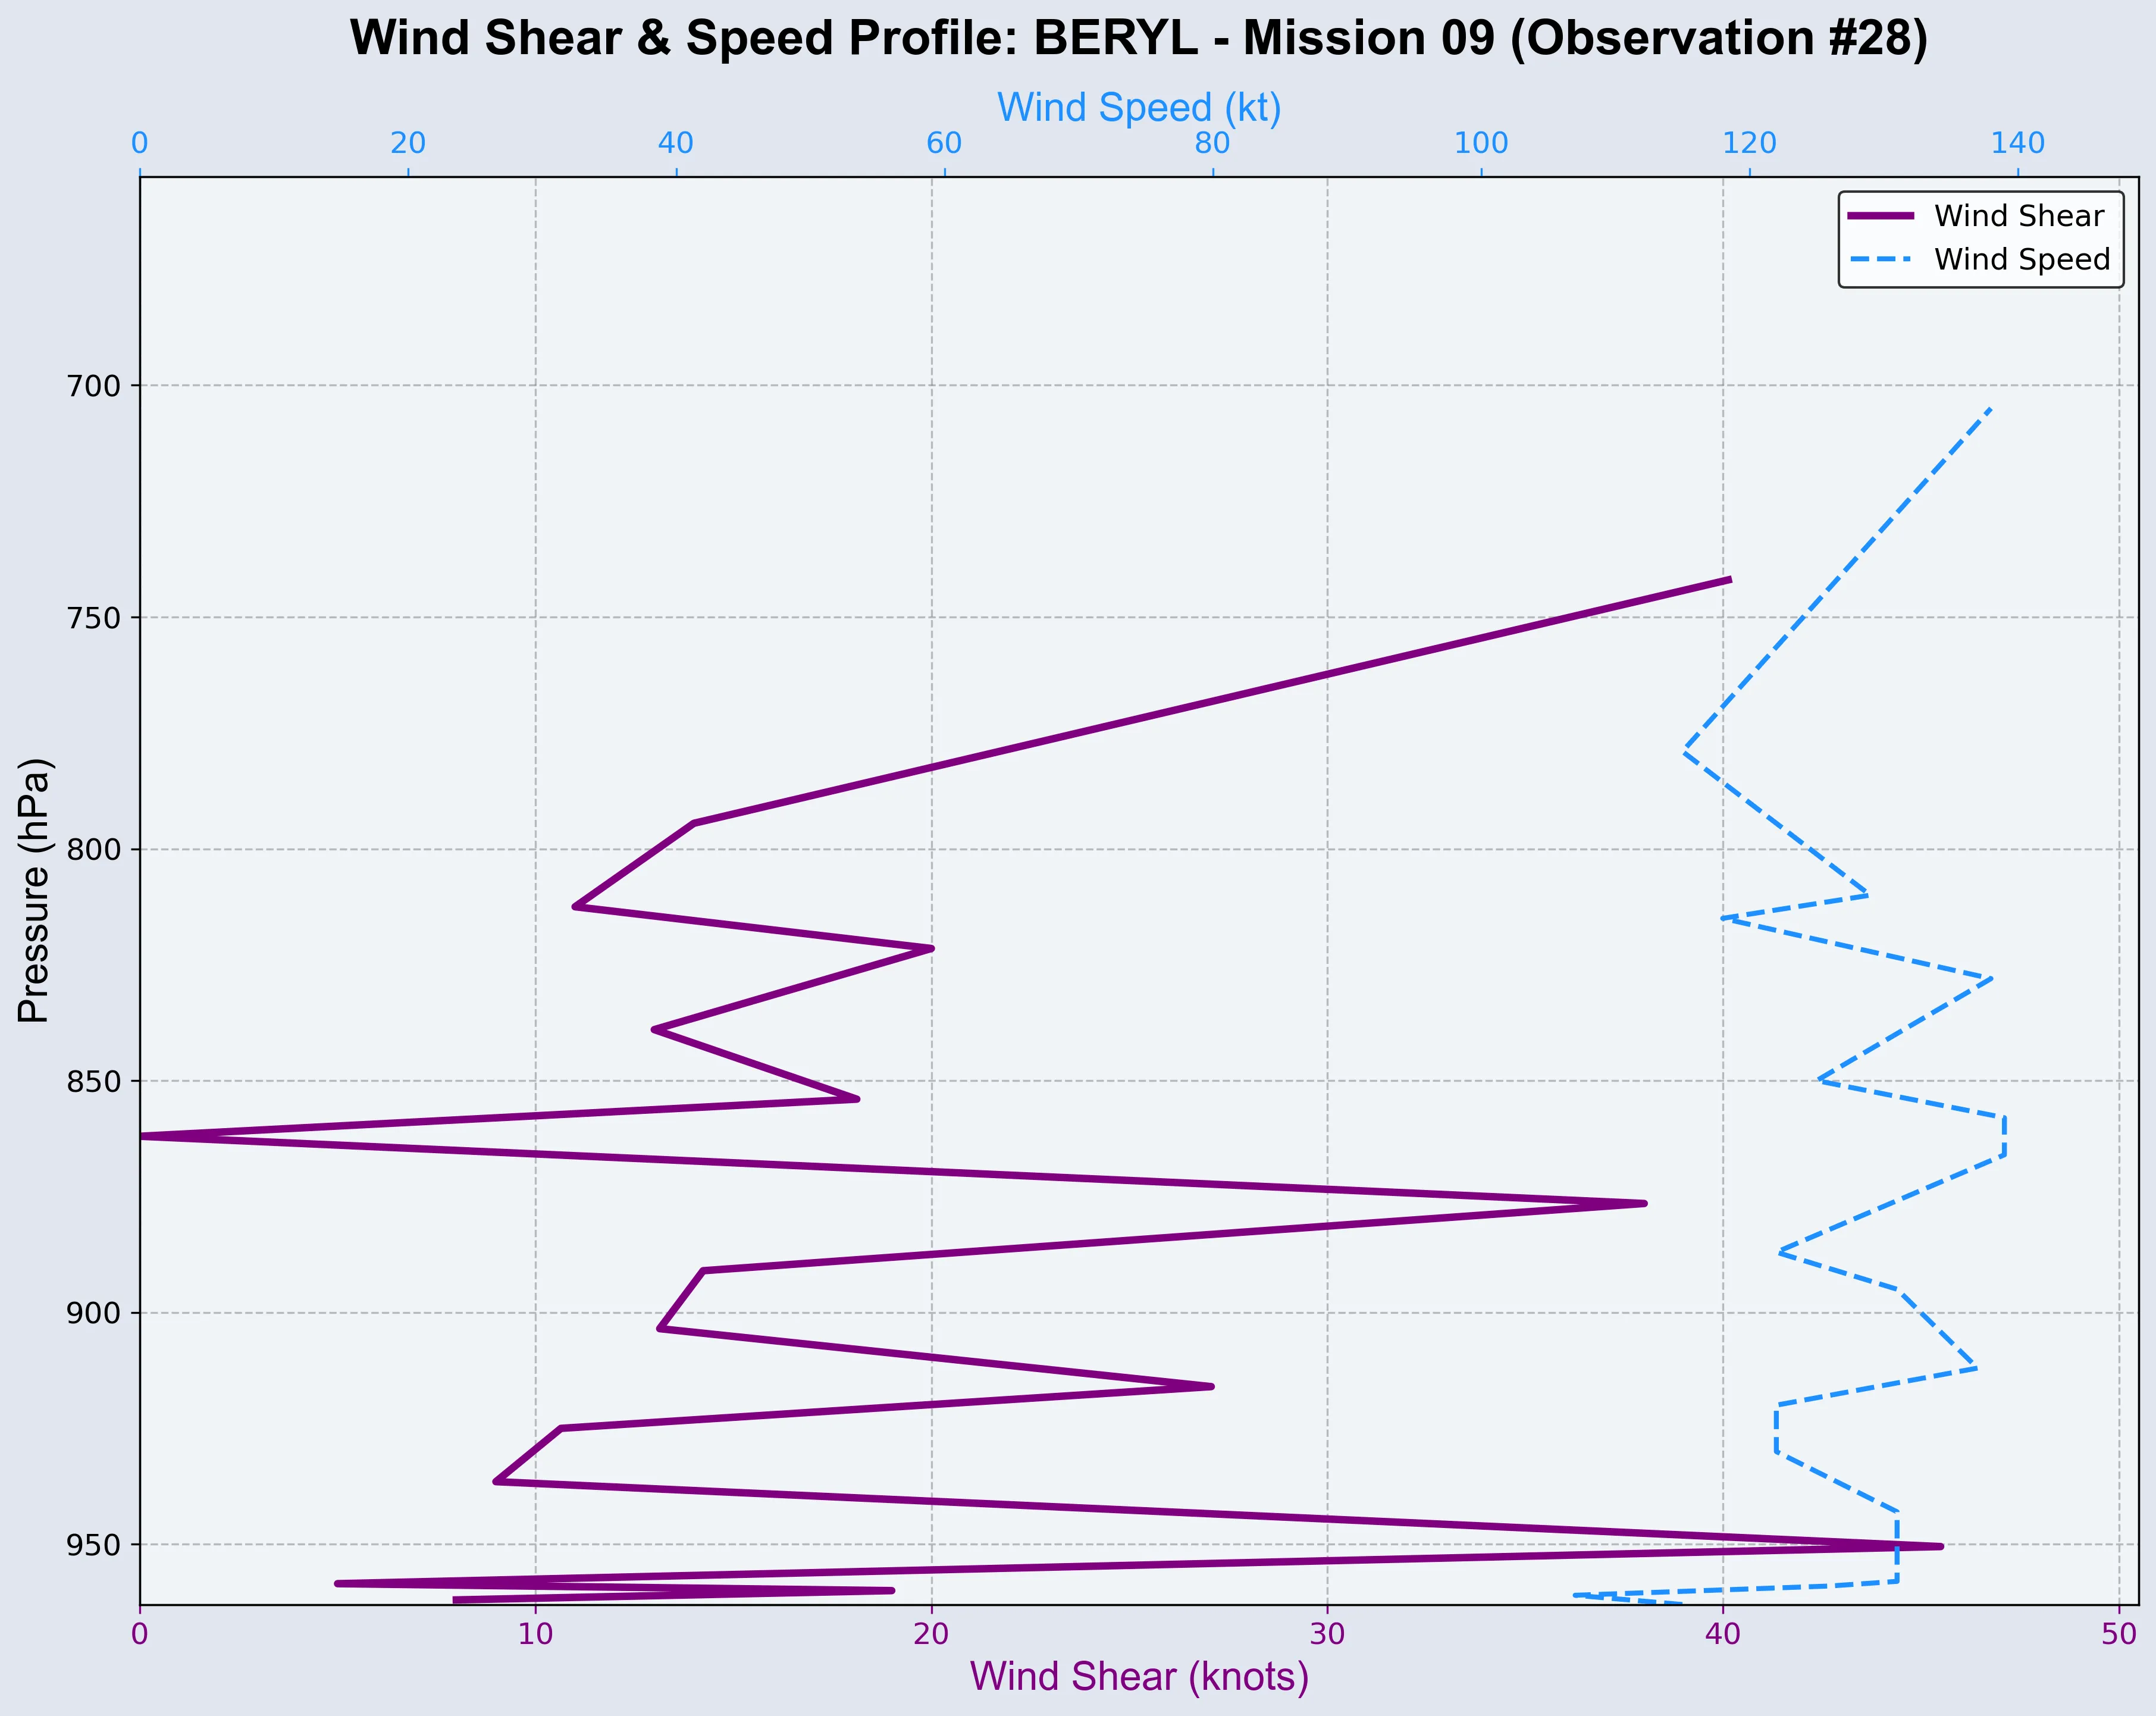 Wind Shear & Speed Profile: BERYL - Mission 09 (Observation #28)
Wind Speed (kt)
0 20 40 60 80 100 120 140
Wind Shear
Wind Speed
Pressure (hPa)
700
750
800
850
900
950
0 10 20 30 40 50
Wind Shear (knots)